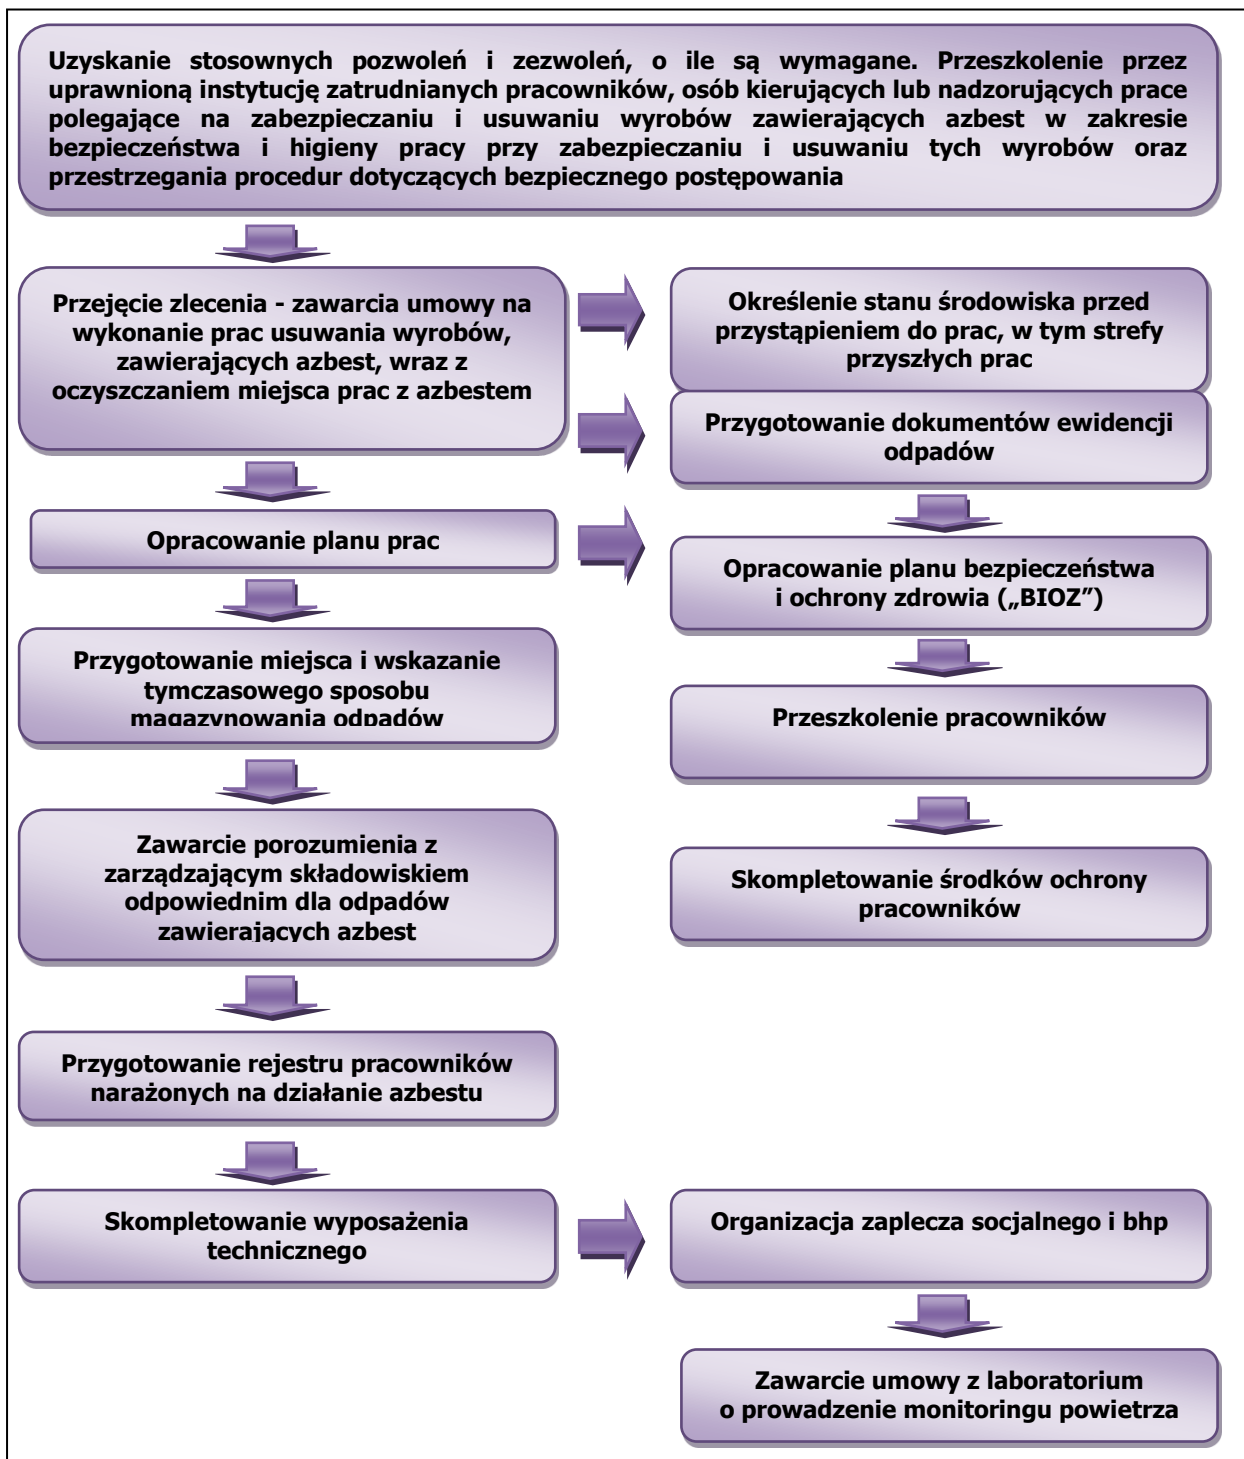 Uzyskanie stosownych pozwoleń i zezwoleń, o ile są wymagane. Przeszkolenie przez
uprawnioną instytucję zatrudnianych pracowników, osób kierujących lub nadzorujących prace
polegające na zabezpieczaniu i usuwaniu wyrobów zawierających azbest w zakresie
bezpieczeństwa i higieny pracy przy zabezpieczaniu i usuwaniu tych wyrobów oraz
przestrzegania procedur dotyczących bezpiecznego postępowania
Przejęcie zlecenia - zawarcia umowy na
wykonanie prac usuwania wyrobów,
zawierających azbest, wraz z
oczyszczaniem miejsca prac z azbestem
Określenie stanu środowiska przed
przystąpieniem do prac, w tym strefy
przyszłych prac
Przygotowanie dokumentów ewidencji
odpadów
Opracowanie planu prac
Opracowanie planu bezpieczeństwa
i ochrony zdrowia („BIOZ”)
Przygotowanie miejsca i wskazanie
tymczasowego sposobu
magazynowania odpadów
Przeszkolenie pracowników
Zawarcie porozumienia z
zarządzającym składowiskiem
odpowiednim dla odpadów
zawierających azbest
Skompletowanie środków ochrony
pracowników
Przygotowanie rejestru pracowników
narażonych na działanie azbestu
Skompletowanie wyposażenia
technicznego
Organizacja zaplecza socjalnego i bhp
Zawarcie umowy z laboratorium
o prowadzenie monitoringu powietrza